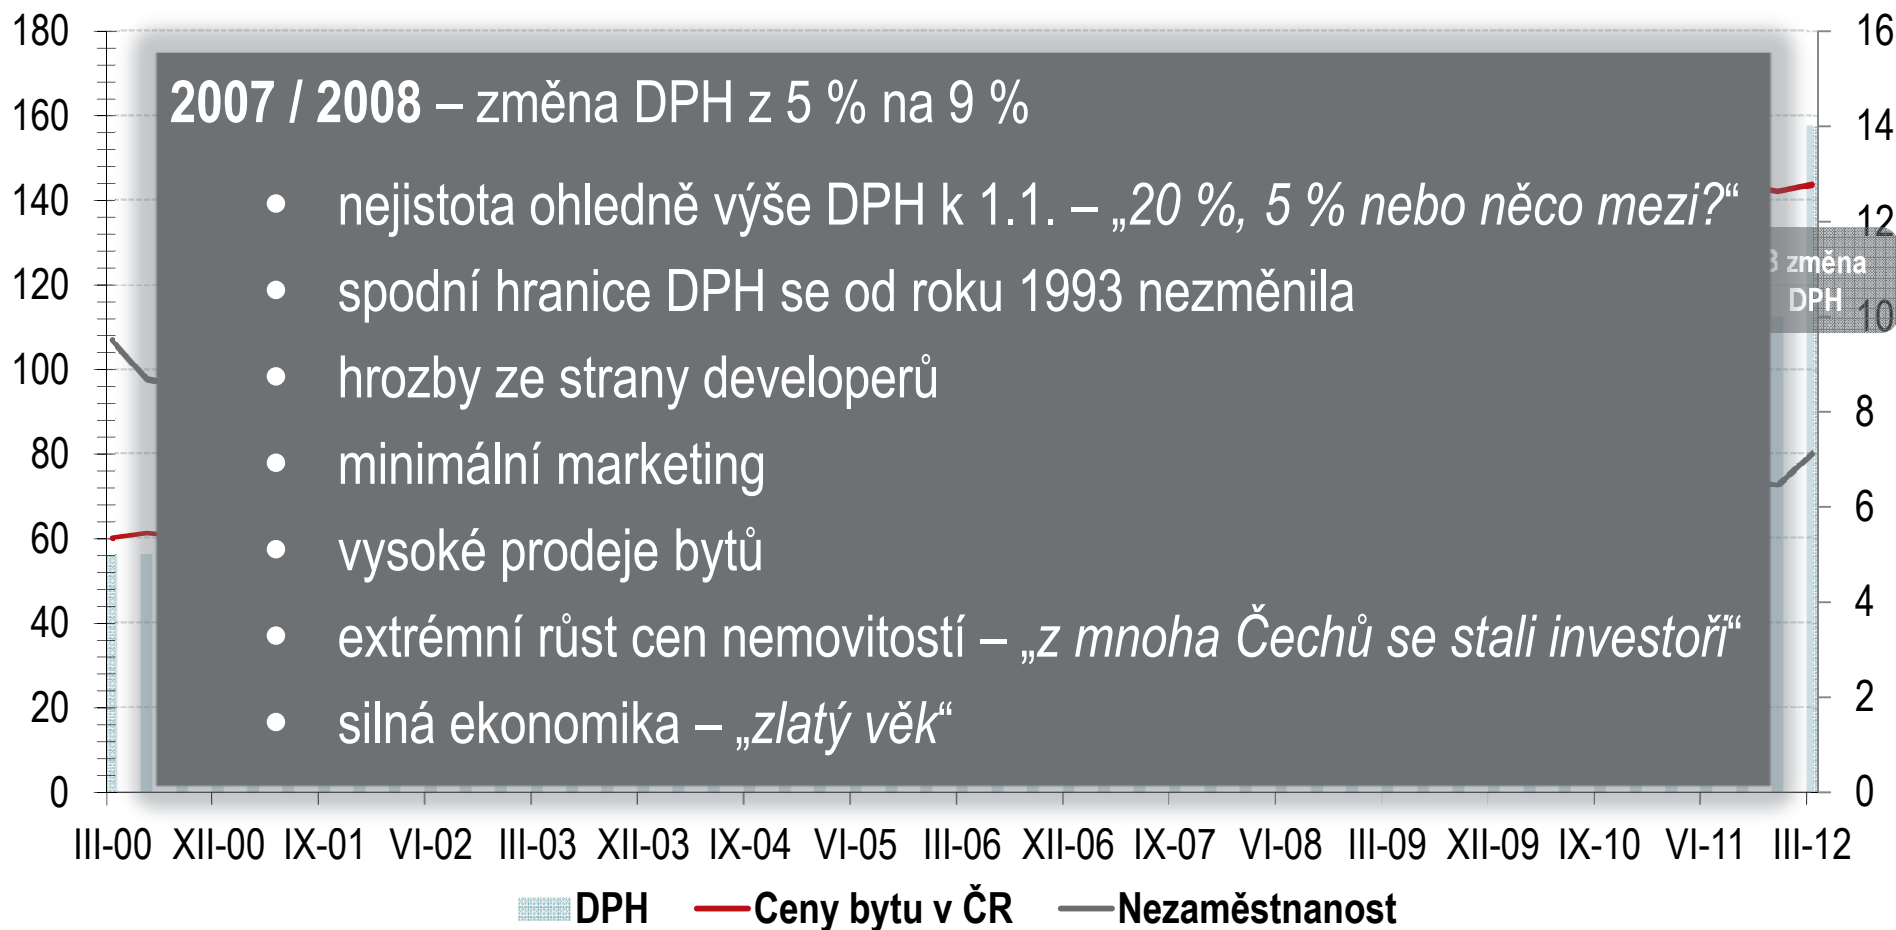 180
160
140
120
100
80
60
40
20
0
2007 / 2008 – změna DPH z 5 % na 9 %
• nejistota ohledně výše DPH k 1.1. – „20 %, 5 % nebo něco mezi?“
• spodní hranice DPH se od roku 1993 nezměnila
• hrozby ze strany developerů
• minimální marketing
• vysoké prodeje bytů
• extrémní růst cen nemovitostí – „z mnoha Čechů se stali investoři“
• silná ekonomika – „zlatý věk“
16
14
12
změna
DPH
10
8
6
4
2
0
III-00 XII-00 IX-01 VI-02 III-03 XII-03 IX-04 VI-05 III-06 XII-06 IX-07 VI-08 III-09 XII-09 IX-10 VI-11 III-12
DPH Ceny bytu v ČR Nezaměstnanost